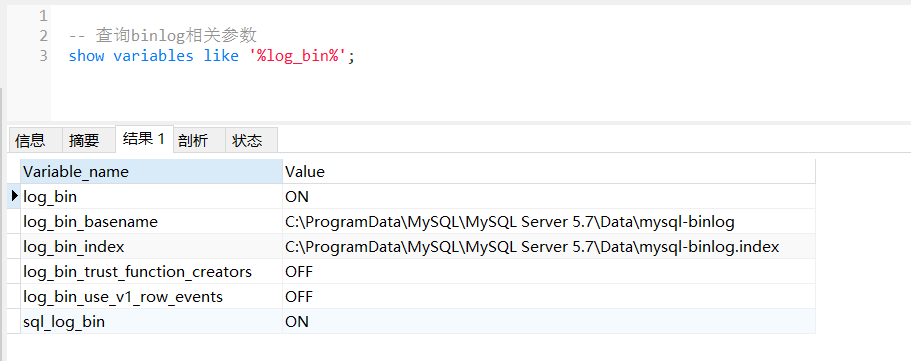 1
2 -- 查询binlog相关参数
3 show variables like '%log_bin%';
信息 摘要 结果 1 剖析 状态
Variable_name Value
log_bin ON
log_bin_basename C:\ProgramData\MySQL\MySQL Server 5.7\Data\mysql-binlog
log_bin_index C:\ProgramData\MySQL\MySQL Server 5.7\Data\mysql-binlog.index
log_bin_trust_function_creators OFF
log_bin_use_v1_row_events OFF
sql_log_bin ON